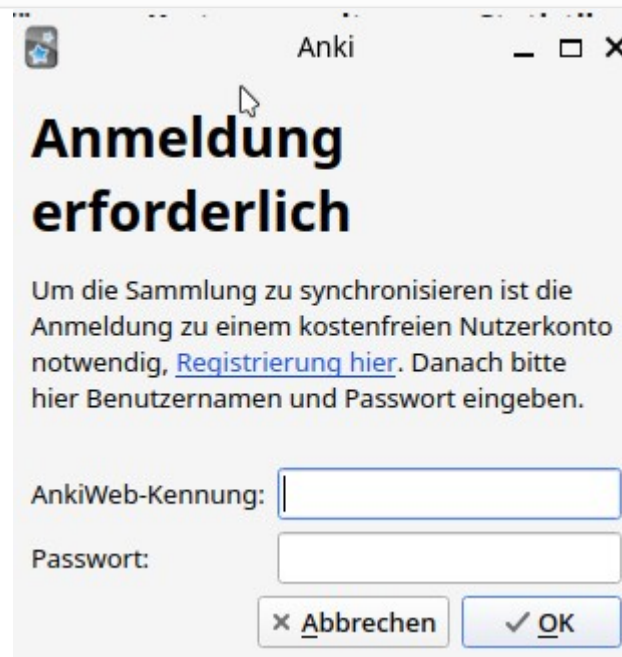 Anki
Anmeldung
erforderlich
Um die Sammlung zu synchronisieren ist die
Anmeldung zu einem kostenfreien Nutzerkonto
notwendig, Registrierung hier. Danach bitte
hier Benutzernamen und Passwort eingeben.
AnkiWeb-Kennung:
Passwort:
Abbrechen
OK